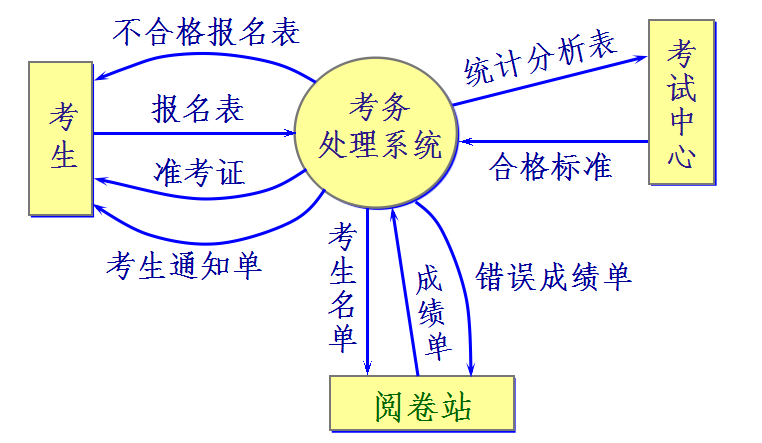 不合格报名表
统计分析表
考试中心
考生
报名表
考务
处理系统
合格标准
准考证
考生通知单
考生名单
成绩单
错误成绩单
阅卷站